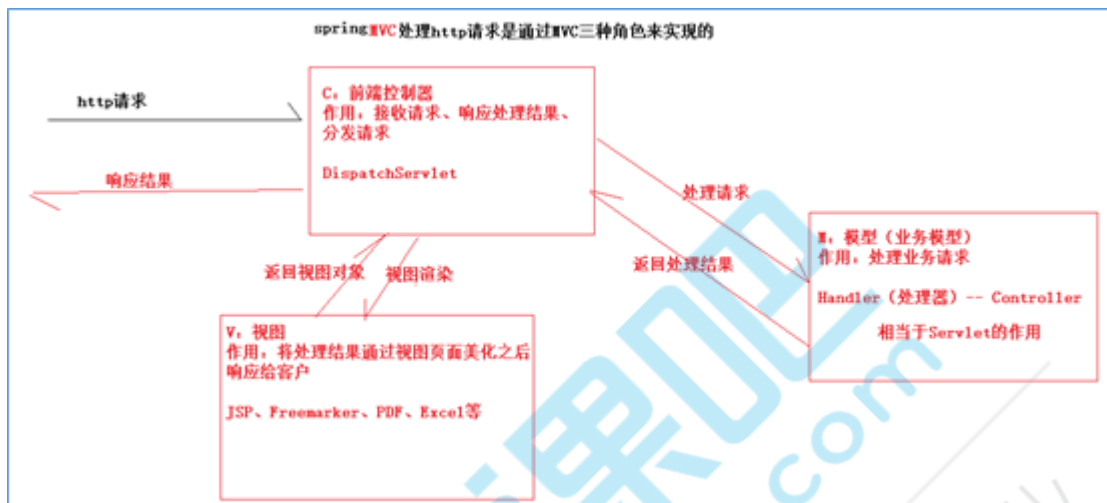 springMVC处理http请求是通过MVC三种角色来实现的
http请求
响应结果
C：前端控制器
作用：接收请求、响应处理结果、
分发请求
DispatchServlet
处理请求
返回处理结果
返回视图对象
视图渲染
M：模型（业务模型）
作用：处理业务请求
Handler（处理器）-- Controller
相当于Servlet的作用
V：视图
作用：将处理结果通过视图页面美化之后
响应给客户
JSP、Freemarker、PDF、Excel等
课吧
com